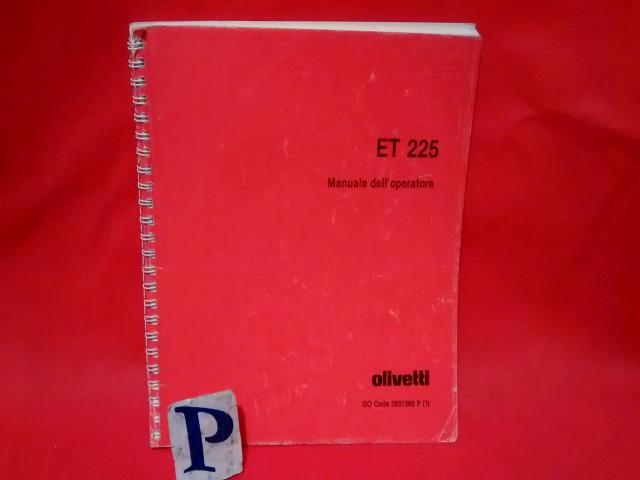 ET 225
Manuale dell'operatore
olivetti
GO Code 3931360 P (1)
P